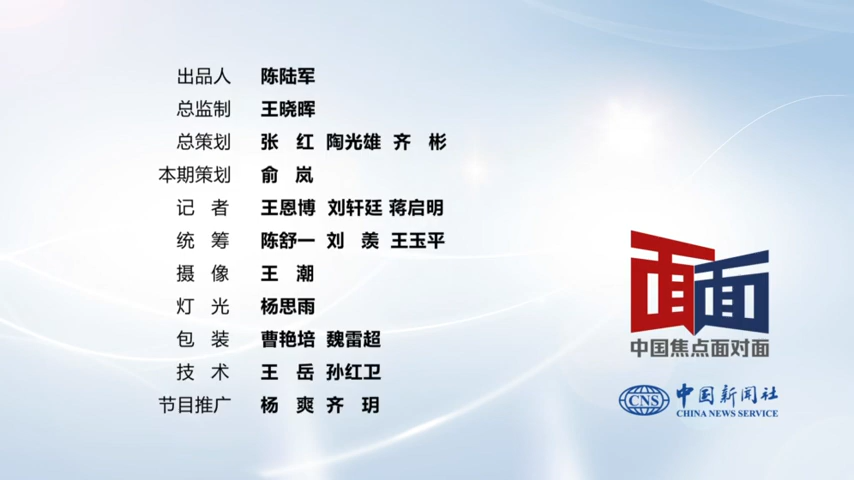 出品人 陈陆军
总监制 王晓晖
总策划 张 红 陶光雄 齐 彬
本期策划 俞 岚
记 者 王恩博 刘轩廷 蒋启明
统 筹 陈舒一 刘 羡 王玉平
摄 像 王 潮
灯 光 杨思雨
包 装 曹艳培 魏雷超
技 术 王 岳 孙红卫
节目推广 杨 爽 齐 玥
面面
中国焦点面对面
CNS 中国新闻社
CHINA NEWS SERVICE